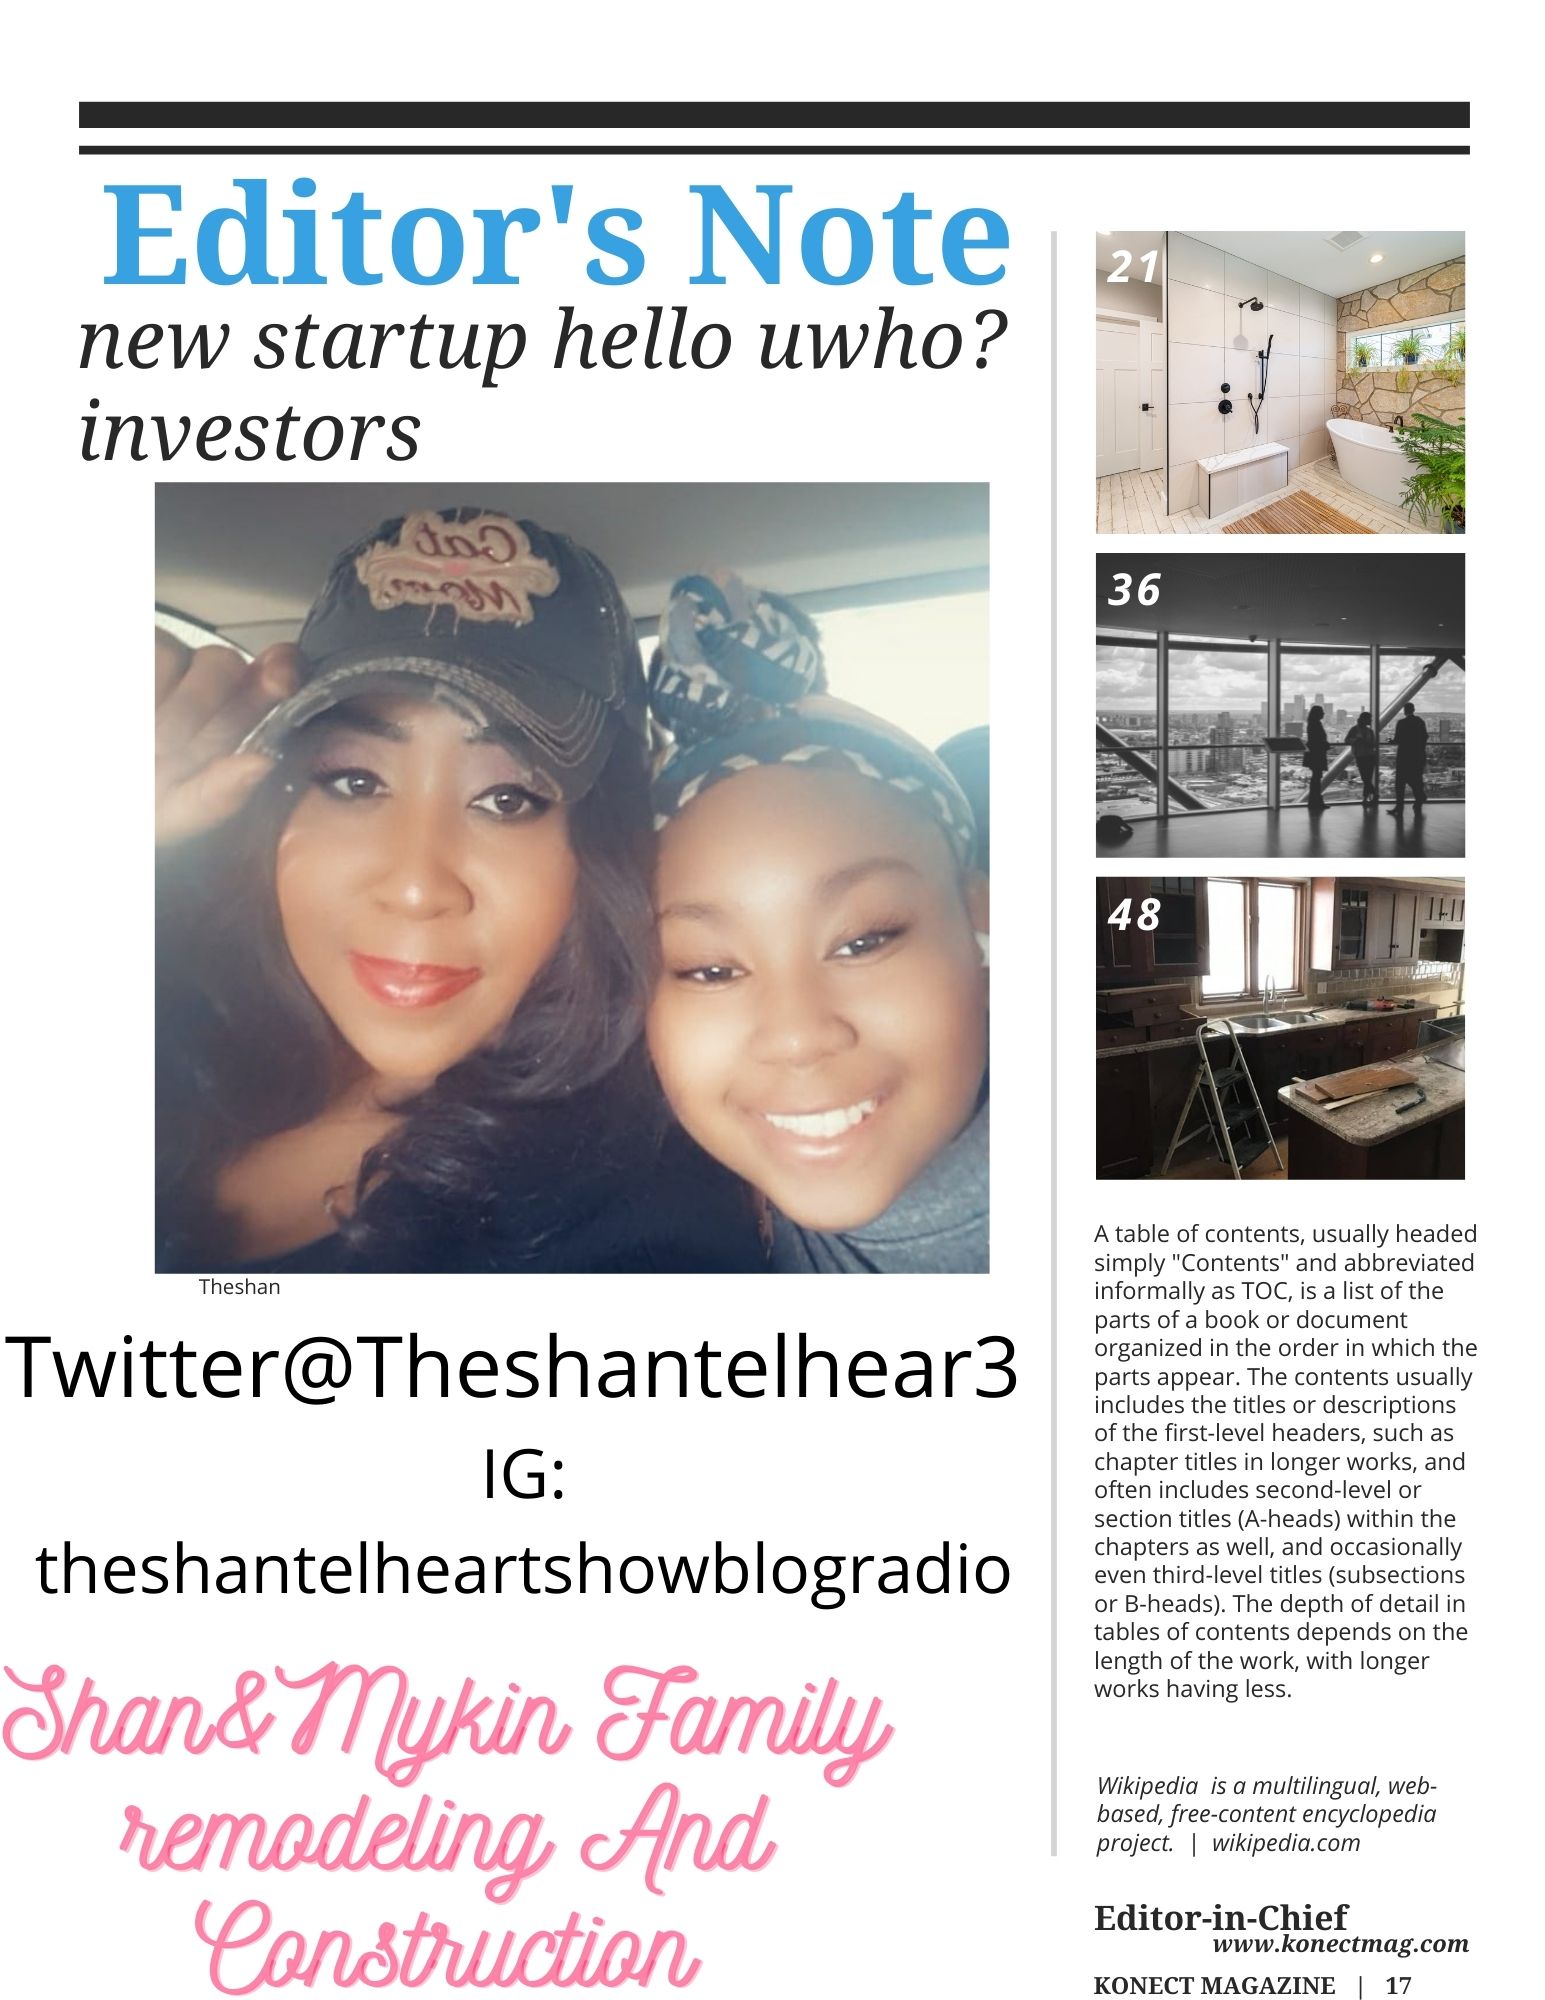 Editor's Note
new startup hello uwho?
investors
Cat
Mom
Theshan
Twitter@Theshantelhear3
IG:
theshantelheartshowblogradio
Shan&Mykin Family
remodeling And
Construction
21
36
48
A table of contents, usually headed
simply "Contents" and abbreviated
informally as TOC, is a list of the
parts of a book or document
organized in the order in which the
parts appear. The contents usually
includes the titles or descriptions
of the first-level headers, such as
chapter titles in longer works, and
often includes second-level or
section titles (A-heads) within the
chapters as well, and occasionally
even third-level titles (subsections
or B-heads). The depth of detail in
tables of contents depends on the
length of the work, with longer
works having less.
Wikipedia is a multilingual, web-
based, free-content encyclopedia
project. | wikipedia.com
Editor-in-Chief
www.konectmag.com
KONECT MAGAZINE | 17